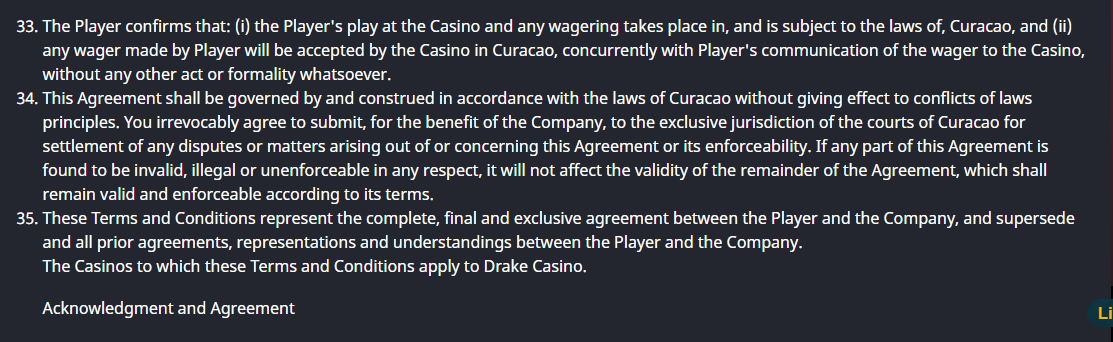 33. The Player confirms that: (i) the Player's play at the Casino and any wagering takes place in, and is subject to the laws of, Curacao, and (ii)
any wager made by Player will be accepted by the Casino in Curacao, concurrently with Player's communication of the wager to the Casino,
without any other act or formality whatsoever.
34. This Agreement shall be governed by and construed in accordance with the laws of Curacao without giving effect to conflicts of laws
principles. You irrevocably agree to submit, for the benefit of the Company, to the exclusive jurisdiction of the courts of Curacao for
settlement of any disputes or matters arising out of or concerning this Agreement or its enforceability. If any part of this Agreement is
found to be invalid, illegal or unenforceable in any respect, it will not affect the validity of the remainder of the Agreement, which shall
remain valid and enforceable according to its terms.
35. These Terms and Conditions represent the complete, final and exclusive agreement between the Player and the Company, and supersede
and all prior agreements, representations and understandings between the Player and the Company.
The Casinos to which these Terms and Conditions apply to Drake Casino.
Acknowledgment and Agreement
Li